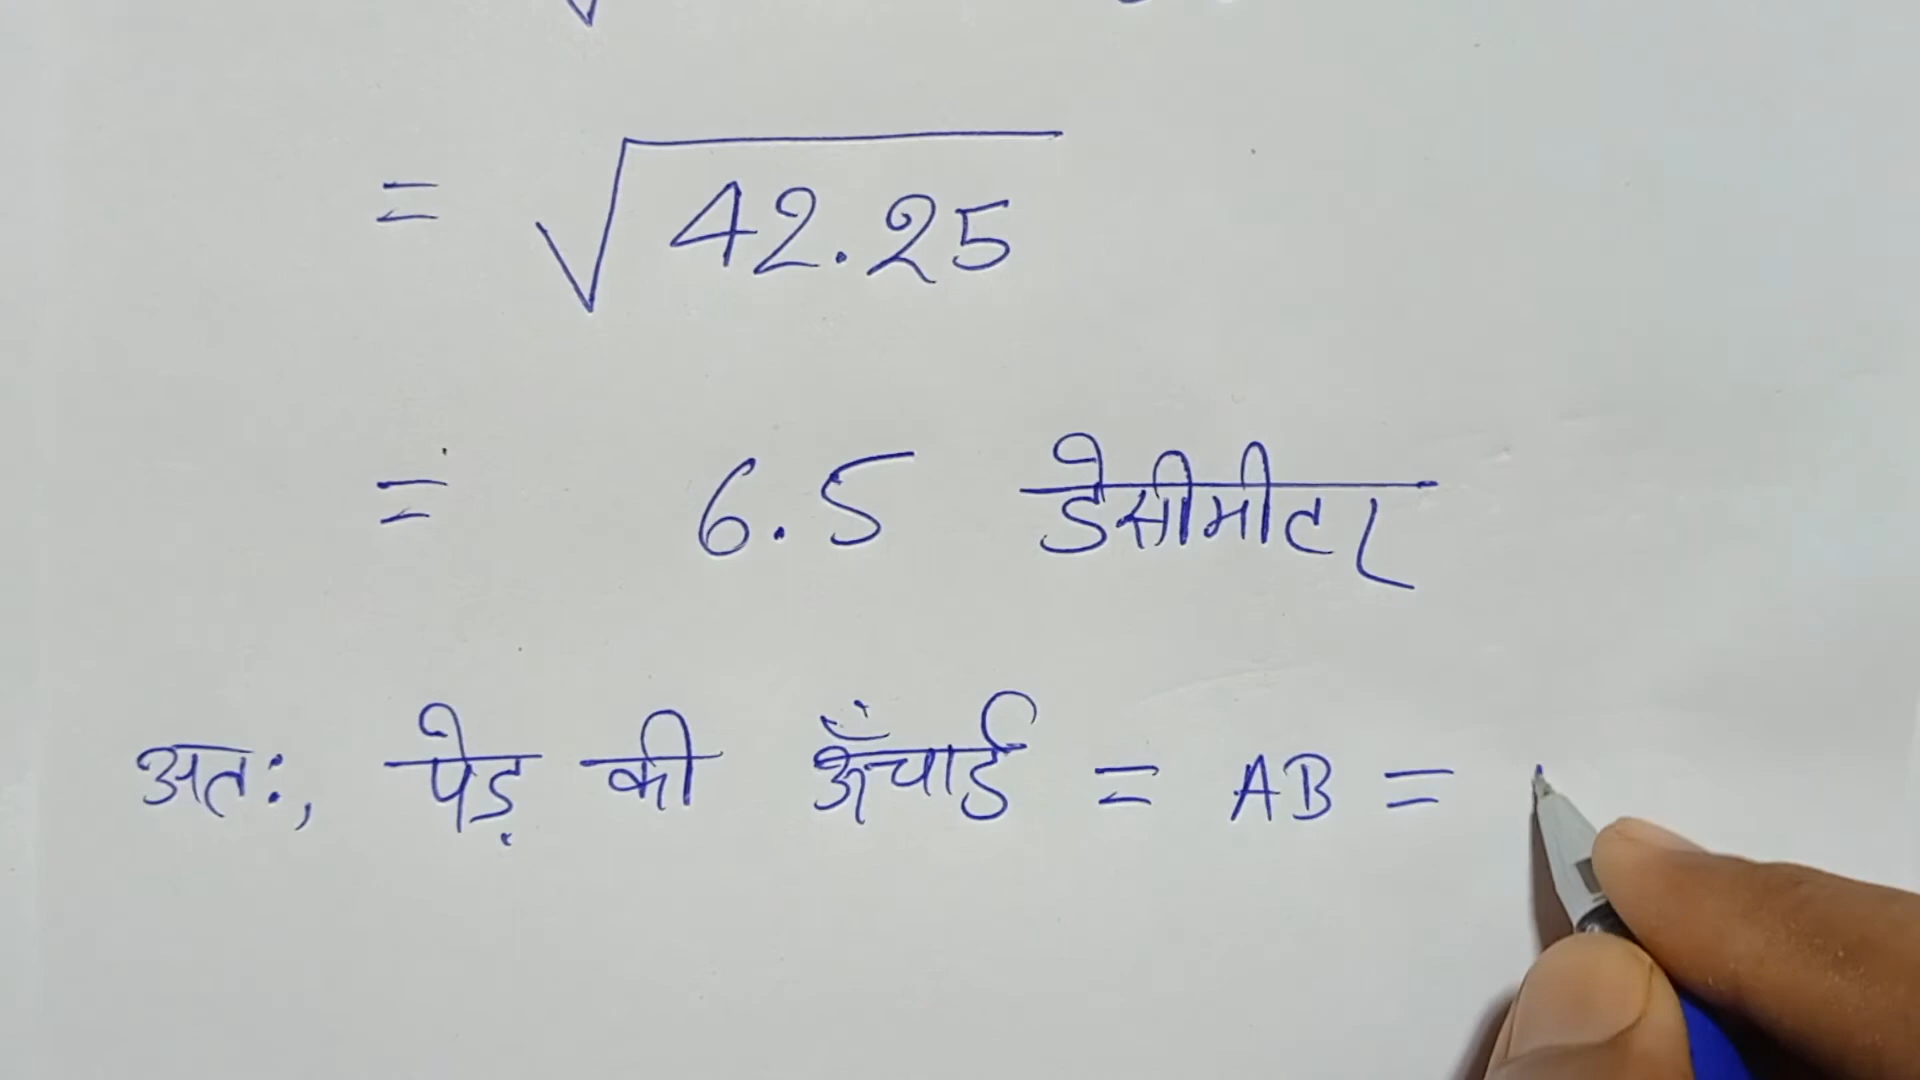 = √42.25
= 6.5 डेसीमीटर
अतः, पेड़ की ऊँचाई = AB =